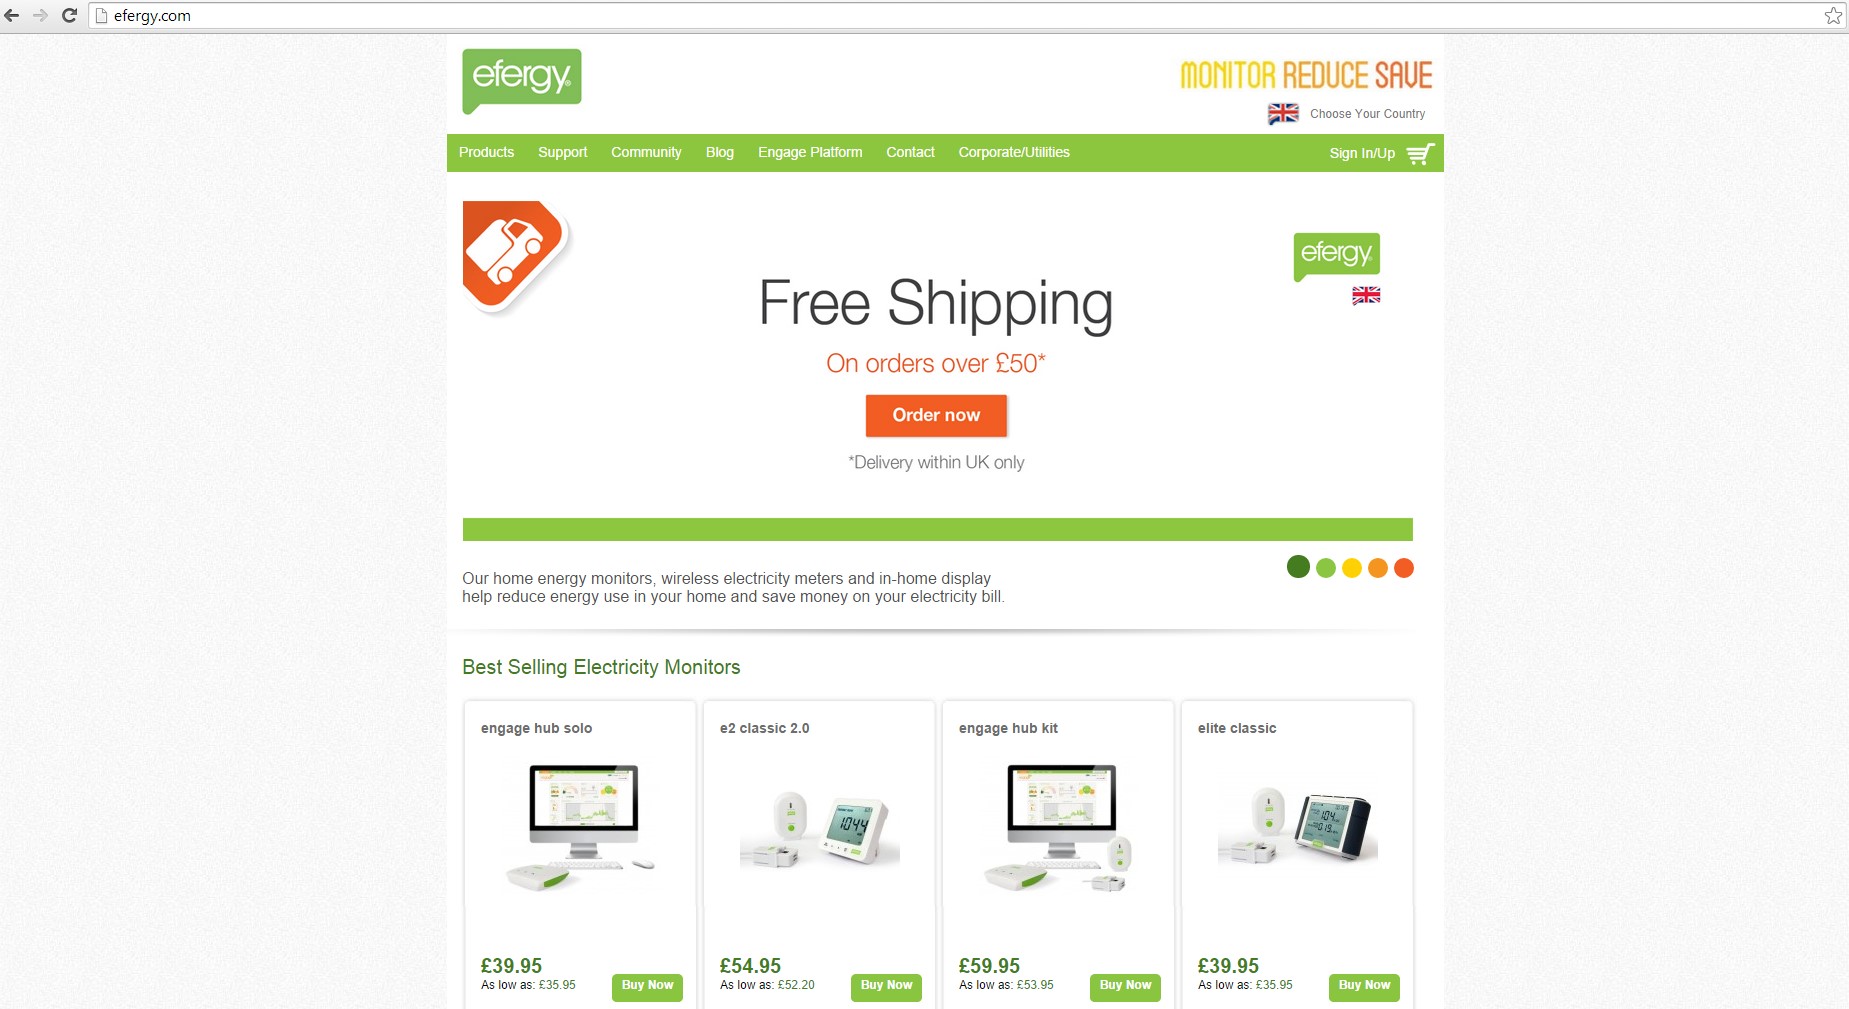 efergy.com
efergy
MONITOR REDUCE SAVE
Choose Your Country
Products Support Community Blog Engage Platform Contact Corporate/Utilities Sign In/Up
efergy
Free Shipping
On orders over £50*
Order now
*Delivery within UK only
Our home energy monitors, wireless electricity meters and in-home display
help reduce energy use in your home and save money on your electricity bill.
Best Selling Electricity Monitors
engage hub solo
£39.95
As low as: £35.95
Buy Now
e2 classic 2.0
1044
£54.95
As low as: £52.20
Buy Now
engage hub kit
£59.95
As low as: £53.95
Buy Now
elite classic
£39.95
As low as: £35.95
Buy Now